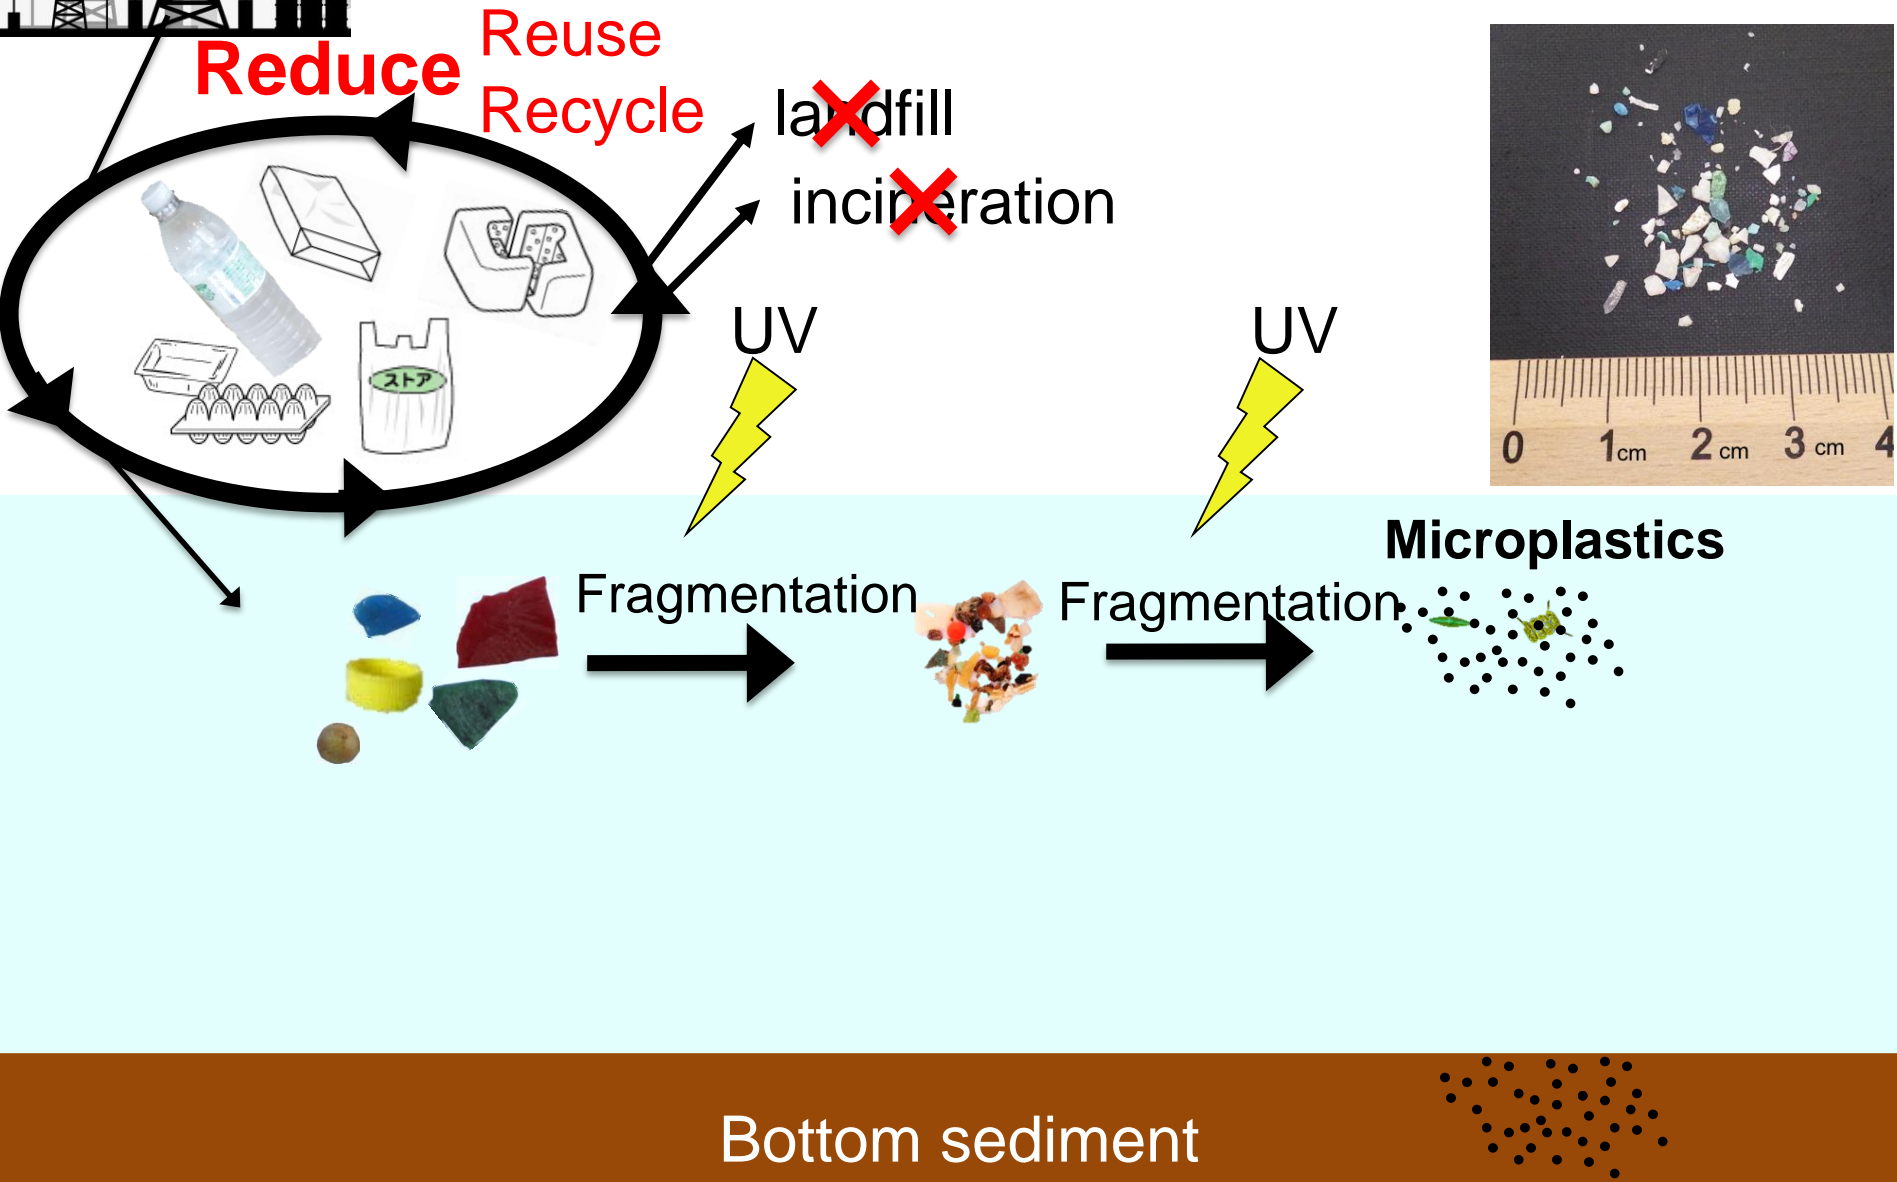 Reduce
Reuse
Recycle
landfill
incineration
UV
UV
ストア
0 1cm 2 cm 3 cm 4
Microplastics
Fragmentation
Fragmentation
Bottom sediment